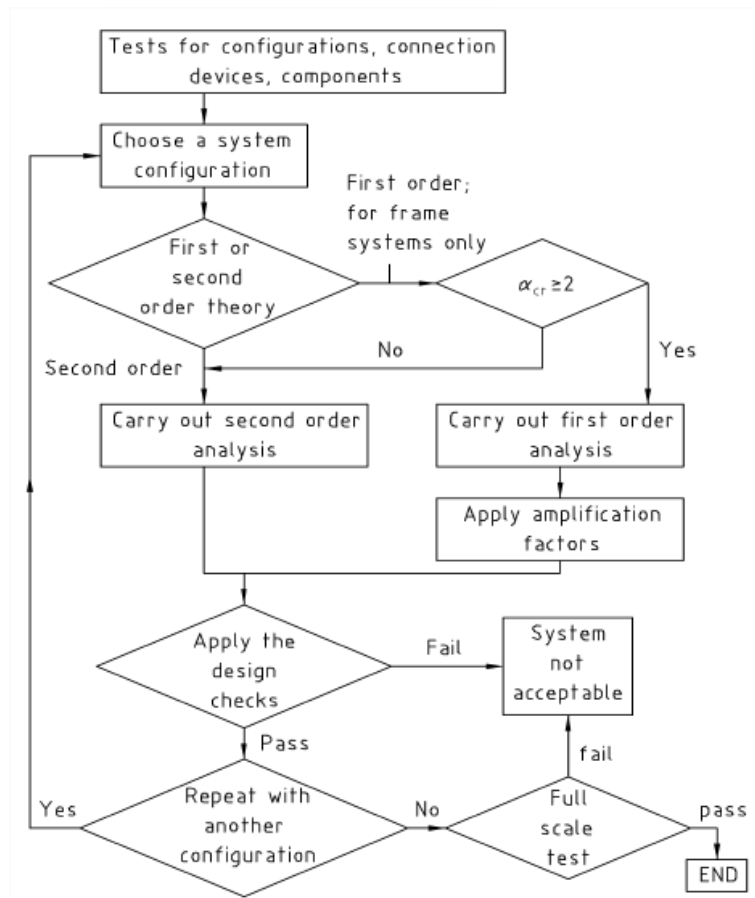 Tests for configurations, connection
devices, components
Choose a system
configuration
First order;
for frame
systems only
First or
second
order theory
α_cr≥2
No
Yes
Second order
Carry out second order
analysis
Carry out first order
analysis
Apply amplification
factors
Apply the
design
checks
Fail
System
not
acceptable
Pass
fail
Yes
Repeat with
another
configuration
No
Full
scale
test
pass
END